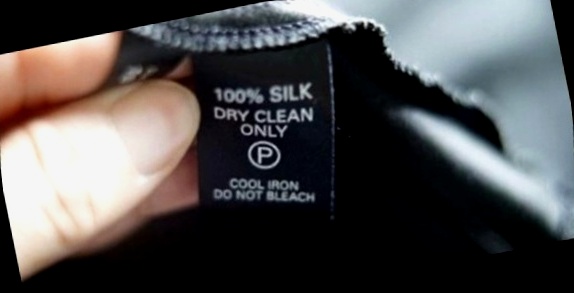 100% SILK
DRY CLEAN
ONLY
P
COOL IRON
DO NOT BLEACH